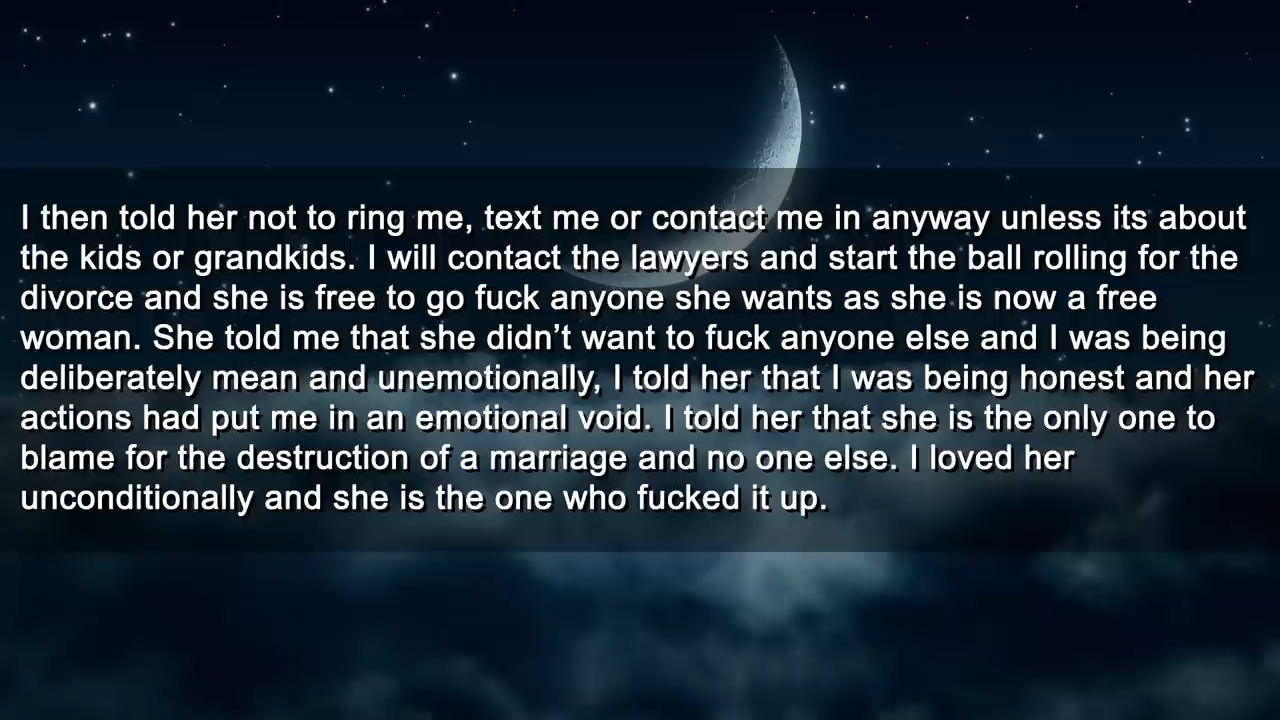 I then told her not to ring me, text me or contact me in anyway unless its about
the kids or grandkids. I will contact the lawyers and start the ball rolling for the
divorce and she is free to go fuck anyone she wants as she is now a free
woman. She told me that she didn’t want to fuck anyone else and I was being
deliberately mean and unemotionally, I told her that I was being honest and her
actions had put me in an emotional void. I told her that she is the only one to
blame for the destruction of a marriage and no one else. I loved her
unconditionally and she is the one who fucked it up.